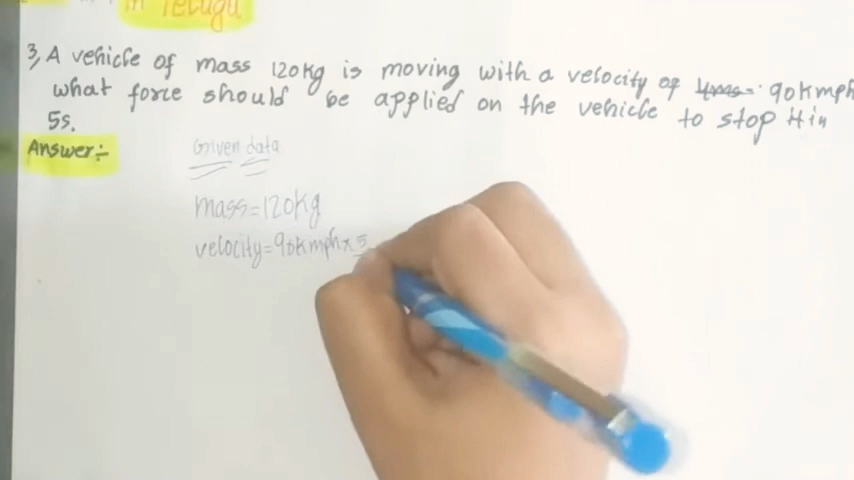 in Telugu
3, A vehicle of mass 120kg is moving with a velocity of 90kmph
what force should be applied on the vehicle to stop it in
5s.
Answer:-
Given data
mass=120kg
velocity=90kmph×5